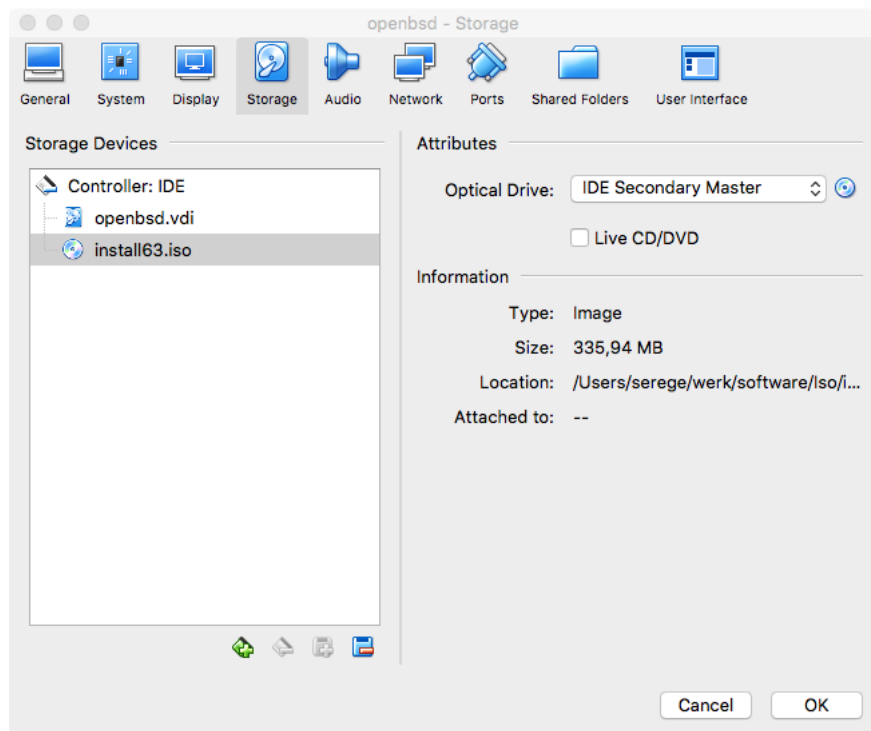 openbsd - Storage
General System Display Storage Audio Network Ports Shared Folders User Interface
Storage Devices
Controller: IDE
openbsd.vdi
install63.iso
Attributes
Optical Drive: IDE Secondary Master
Live CD/DVD
Information
Type: Image
Size: 335,94 MB
Location: /Users/serege/werk/software/Iso/i...
Attached to: --
Cancel OK